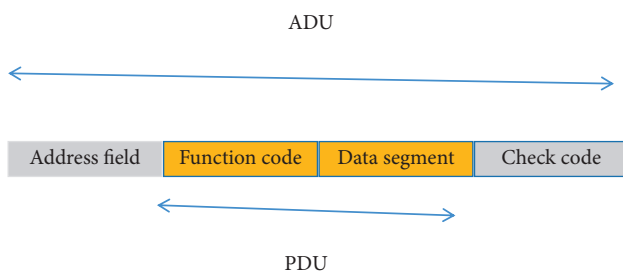 ADU
Address field Function code Data segment Check code
PDU